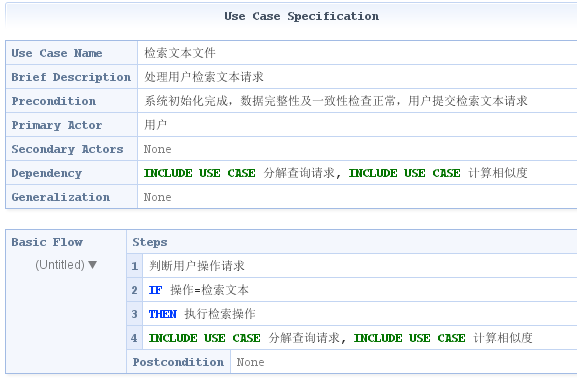 Use Case Specification
Use Case Name 检索文本文件
Brief Description 处理用户检索文本请求
Precondition 系统初始化完成，数据完整性及一致性检查正常，用户提交检索文本请求
Primary Actor 用户
Secondary Actors None
Dependency INCLUDE USE CASE 分解查询请求, INCLUDE USE CASE 计算相似度
Generalization None
Basic Flow Steps
(Untitled) ▼
1 判断用户操作请求
2 IF 操作=检索文本
3 THEN 执行检索操作
4 INCLUDE USE CASE 分解查询请求, INCLUDE USE CASE 计算相似度
Postcondition None